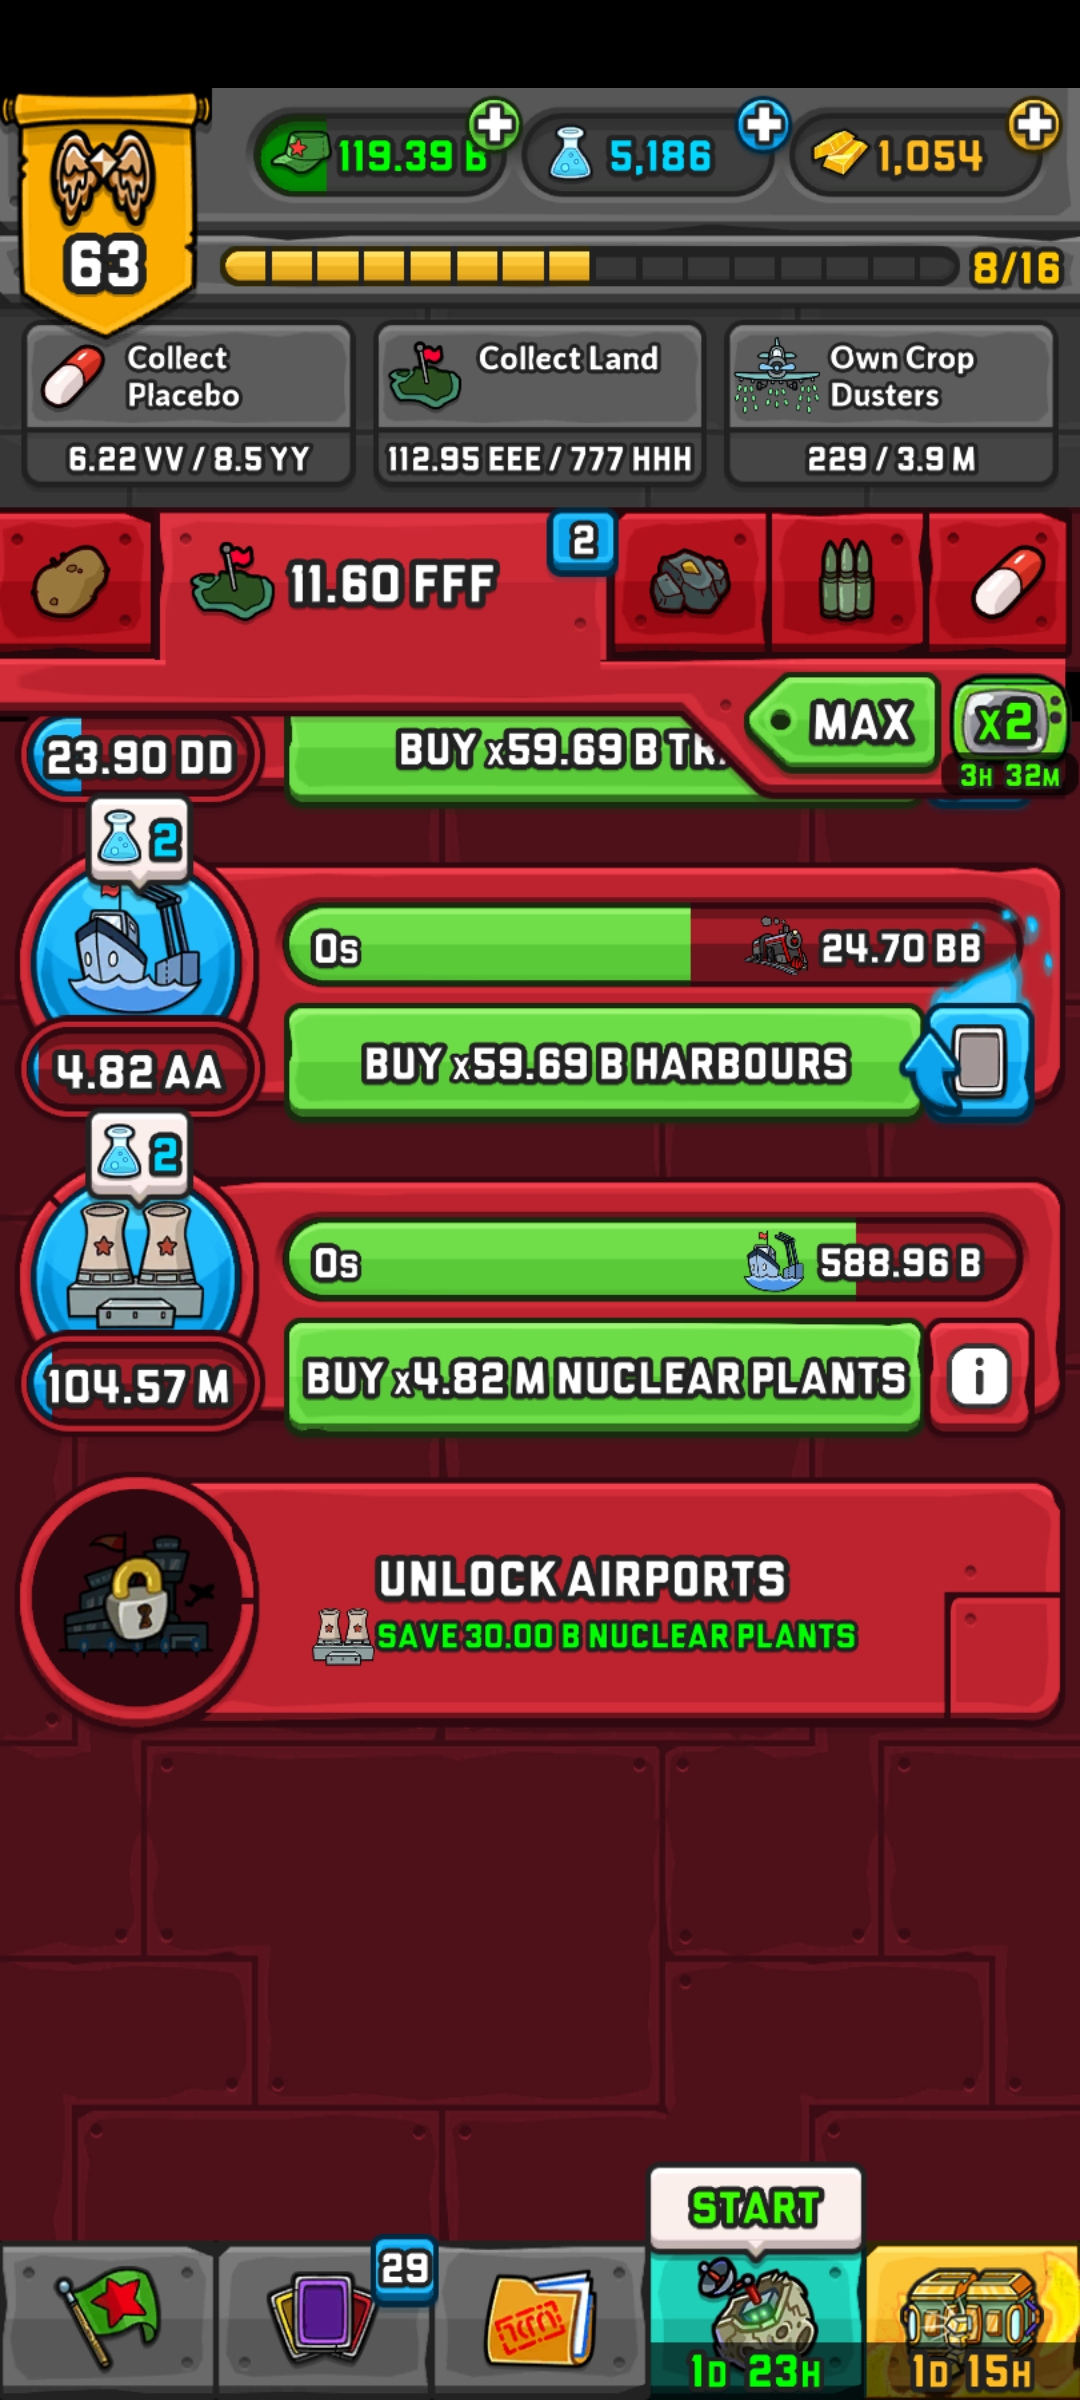 119.39 B
5,186
1,054
63
8/16
Collect
Placebo
6.22 VV / 8.5 YY
Collect Land
112.95 EEE / 777 HHH
Own Crop
Dusters
229 / 3.9 M
11.60 FFF
2
MAX
x2
3H 32M
23.90 DD
BUY x59.69 B
2
0s
24.70 BB
4.82 AA
BUY x59.69 B HARBOURS
2
0s
588.96 B
104.57 M
BUY x4.82 M NUCLEAR PLANTS
i
UNLOCK AIRPORTS
SAVE 30.00 B NUCLEAR PLANTS
START
29
1D 23H
1D 15H